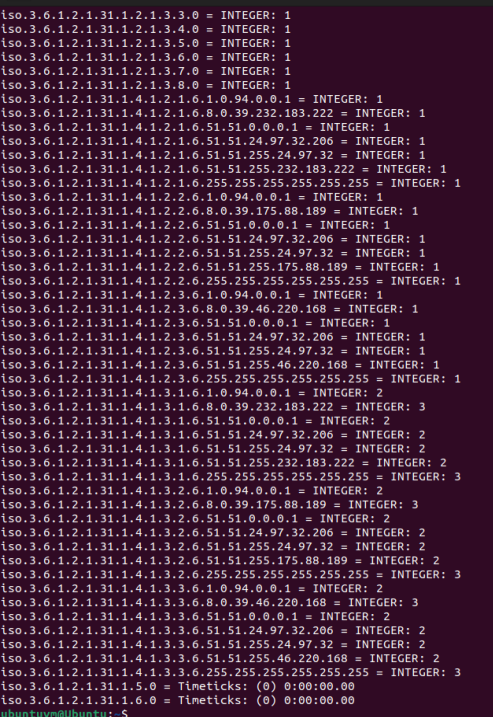 iso.3.6.1.2.1.31.1.2.1.3.3.0 = INTEGER: 1
iso.3.6.1.2.1.31.1.2.1.3.4.0 = INTEGER: 1
iso.3.6.1.2.1.31.1.2.1.3.5.0 = INTEGER: 1
iso.3.6.1.2.1.31.1.2.1.3.6.0 = INTEGER: 1
iso.3.6.1.2.1.31.1.2.1.3.7.0 = INTEGER: 1
iso.3.6.1.2.1.31.1.2.1.3.8.0 = INTEGER: 1
iso.3.6.1.2.1.31.1.4.1.2.1.6.1.0.94.0.0.1 = INTEGER: 1
iso.3.6.1.2.1.31.1.4.1.2.1.6.8.0.39.232.183.222 = INTEGER: 1
iso.3.6.1.2.1.31.1.4.1.2.1.6.51.51.0.0.0.1 = INTEGER: 1
iso.3.6.1.2.1.31.1.4.1.2.1.6.51.51.24.97.32.206 = INTEGER: 1
iso.3.6.1.2.1.31.1.4.1.2.1.6.51.51.255.24.97.32 = INTEGER: 1
iso.3.6.1.2.1.31.1.4.1.2.1.6.51.51.255.232.183.222 = INTEGER: 1
iso.3.6.1.2.1.31.1.4.1.2.1.6.255.255.255.255.255.255 = INTEGER: 1
iso.3.6.1.2.1.31.1.4.1.2.2.6.1.0.94.0.0.1 = INTEGER: 1
iso.3.6.1.2.1.31.1.4.1.2.2.6.8.0.39.175.88.189 = INTEGER: 1
iso.3.6.1.2.1.31.1.4.1.2.2.6.51.51.0.0.0.1 = INTEGER: 1
iso.3.6.1.2.1.31.1.4.1.2.2.6.51.51.24.97.32.206 = INTEGER: 1
iso.3.6.1.2.1.31.1.4.1.2.2.6.51.51.255.24.97.32 = INTEGER: 1
iso.3.6.1.2.1.31.1.4.1.2.2.6.51.51.255.175.88.189 = INTEGER: 1
iso.3.6.1.2.1.31.1.4.1.2.2.6.255.255.255.255.255.255 = INTEGER: 1
iso.3.6.1.2.1.31.1.4.1.2.3.6.1.0.94.0.0.1 = INTEGER: 1
iso.3.6.1.2.1.31.1.4.1.2.3.6.8.0.39.46.220.168 = INTEGER: 1
iso.3.6.1.2.1.31.1.4.1.2.3.6.51.51.0.0.0.1 = INTEGER: 1
iso.3.6.1.2.1.31.1.4.1.2.3.6.51.51.24.97.32.206 = INTEGER: 1
iso.3.6.1.2.1.31.1.4.1.2.3.6.51.51.255.24.97.32 = INTEGER: 1
iso.3.6.1.2.1.31.1.4.1.2.3.6.51.51.255.46.220.168 = INTEGER: 1
iso.3.6.1.2.1.31.1.4.1.2.3.6.255.255.255.255.255.255 = INTEGER: 1
iso.3.6.1.2.1.31.1.4.1.3.1.6.1.0.94.0.0.1 = INTEGER: 2
iso.3.6.1.2.1.31.1.4.1.3.1.6.8.0.39.232.183.222 = INTEGER: 3
iso.3.6.1.2.1.31.1.4.1.3.1.6.51.51.0.0.0.1 = INTEGER: 2
iso.3.6.1.2.1.31.1.4.1.3.1.6.51.51.24.97.32.206 = INTEGER: 2
iso.3.6.1.2.1.31.1.4.1.3.1.6.51.51.255.24.97.32 = INTEGER: 2
iso.3.6.1.2.1.31.1.4.1.3.1.6.51.51.255.232.183.222 = INTEGER: 2
iso.3.6.1.2.1.31.1.4.1.3.1.6.255.255.255.255.255.255 = INTEGER: 3
iso.3.6.1.2.1.31.1.4.1.3.2.6.1.0.94.0.0.1 = INTEGER: 2
iso.3.6.1.2.1.31.1.4.1.3.2.6.8.0.39.175.88.189 = INTEGER: 3
iso.3.6.1.2.1.31.1.4.1.3.2.6.51.51.0.0.0.1 = INTEGER: 2
iso.3.6.1.2.1.31.1.4.1.3.2.6.51.51.24.97.32.206 = INTEGER: 2
iso.3.6.1.2.1.31.1.4.1.3.2.6.51.51.255.24.97.32 = INTEGER: 2
iso.3.6.1.2.1.31.1.4.1.3.2.6.51.51.255.175.88.189 = INTEGER: 2
iso.3.6.1.2.1.31.1.4.1.3.2.6.255.255.255.255.255.255 = INTEGER: 3
iso.3.6.1.2.1.31.1.4.1.3.3.6.1.0.94.0.0.1 = INTEGER: 2
iso.3.6.1.2.1.31.1.4.1.3.3.6.8.0.39.46.220.168 = INTEGER: 3
iso.3.6.1.2.1.31.1.4.1.3.3.6.51.51.0.0.0.1 = INTEGER: 2
iso.3.6.1.2.1.31.1.4.1.3.3.6.51.51.24.97.32.206 = INTEGER: 2
iso.3.6.1.2.1.31.1.4.1.3.3.6.51.51.255.24.97.32 = INTEGER: 2
iso.3.6.1.2.1.31.1.4.1.3.3.6.51.51.255.46.220.168 = INTEGER: 2
iso.3.6.1.2.1.31.1.4.1.3.3.6.255.255.255.255.255.255 = INTEGER: 3
iso.3.6.1.2.1.31.1.5.0 = Timeticks: (0) 0:00:00.00
iso.3.6.1.2.1.31.1.6.0 = Timeticks: (0) 0:00:00.00
ubuntuvm@Ubuntu:~$